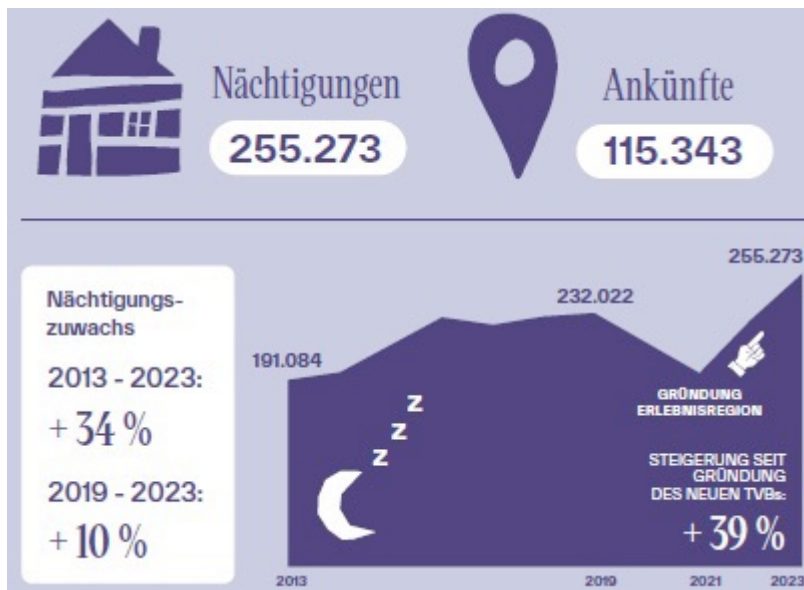 Nächtigungen
255.273
Ankünfte
115.343
Nächtigungs-
zuwachs
2013 - 2023:
+ 34 %
2019 - 2023:
+ 10 %
191.084
232.022
255.273
z
z
z
GRÜNDUNG
ERLEBNISREGION
STEIGERUNG SEIT
GRÜNDUNG
DES NEUEN TVBs:
+ 39 %
2013
2019
2021
2023